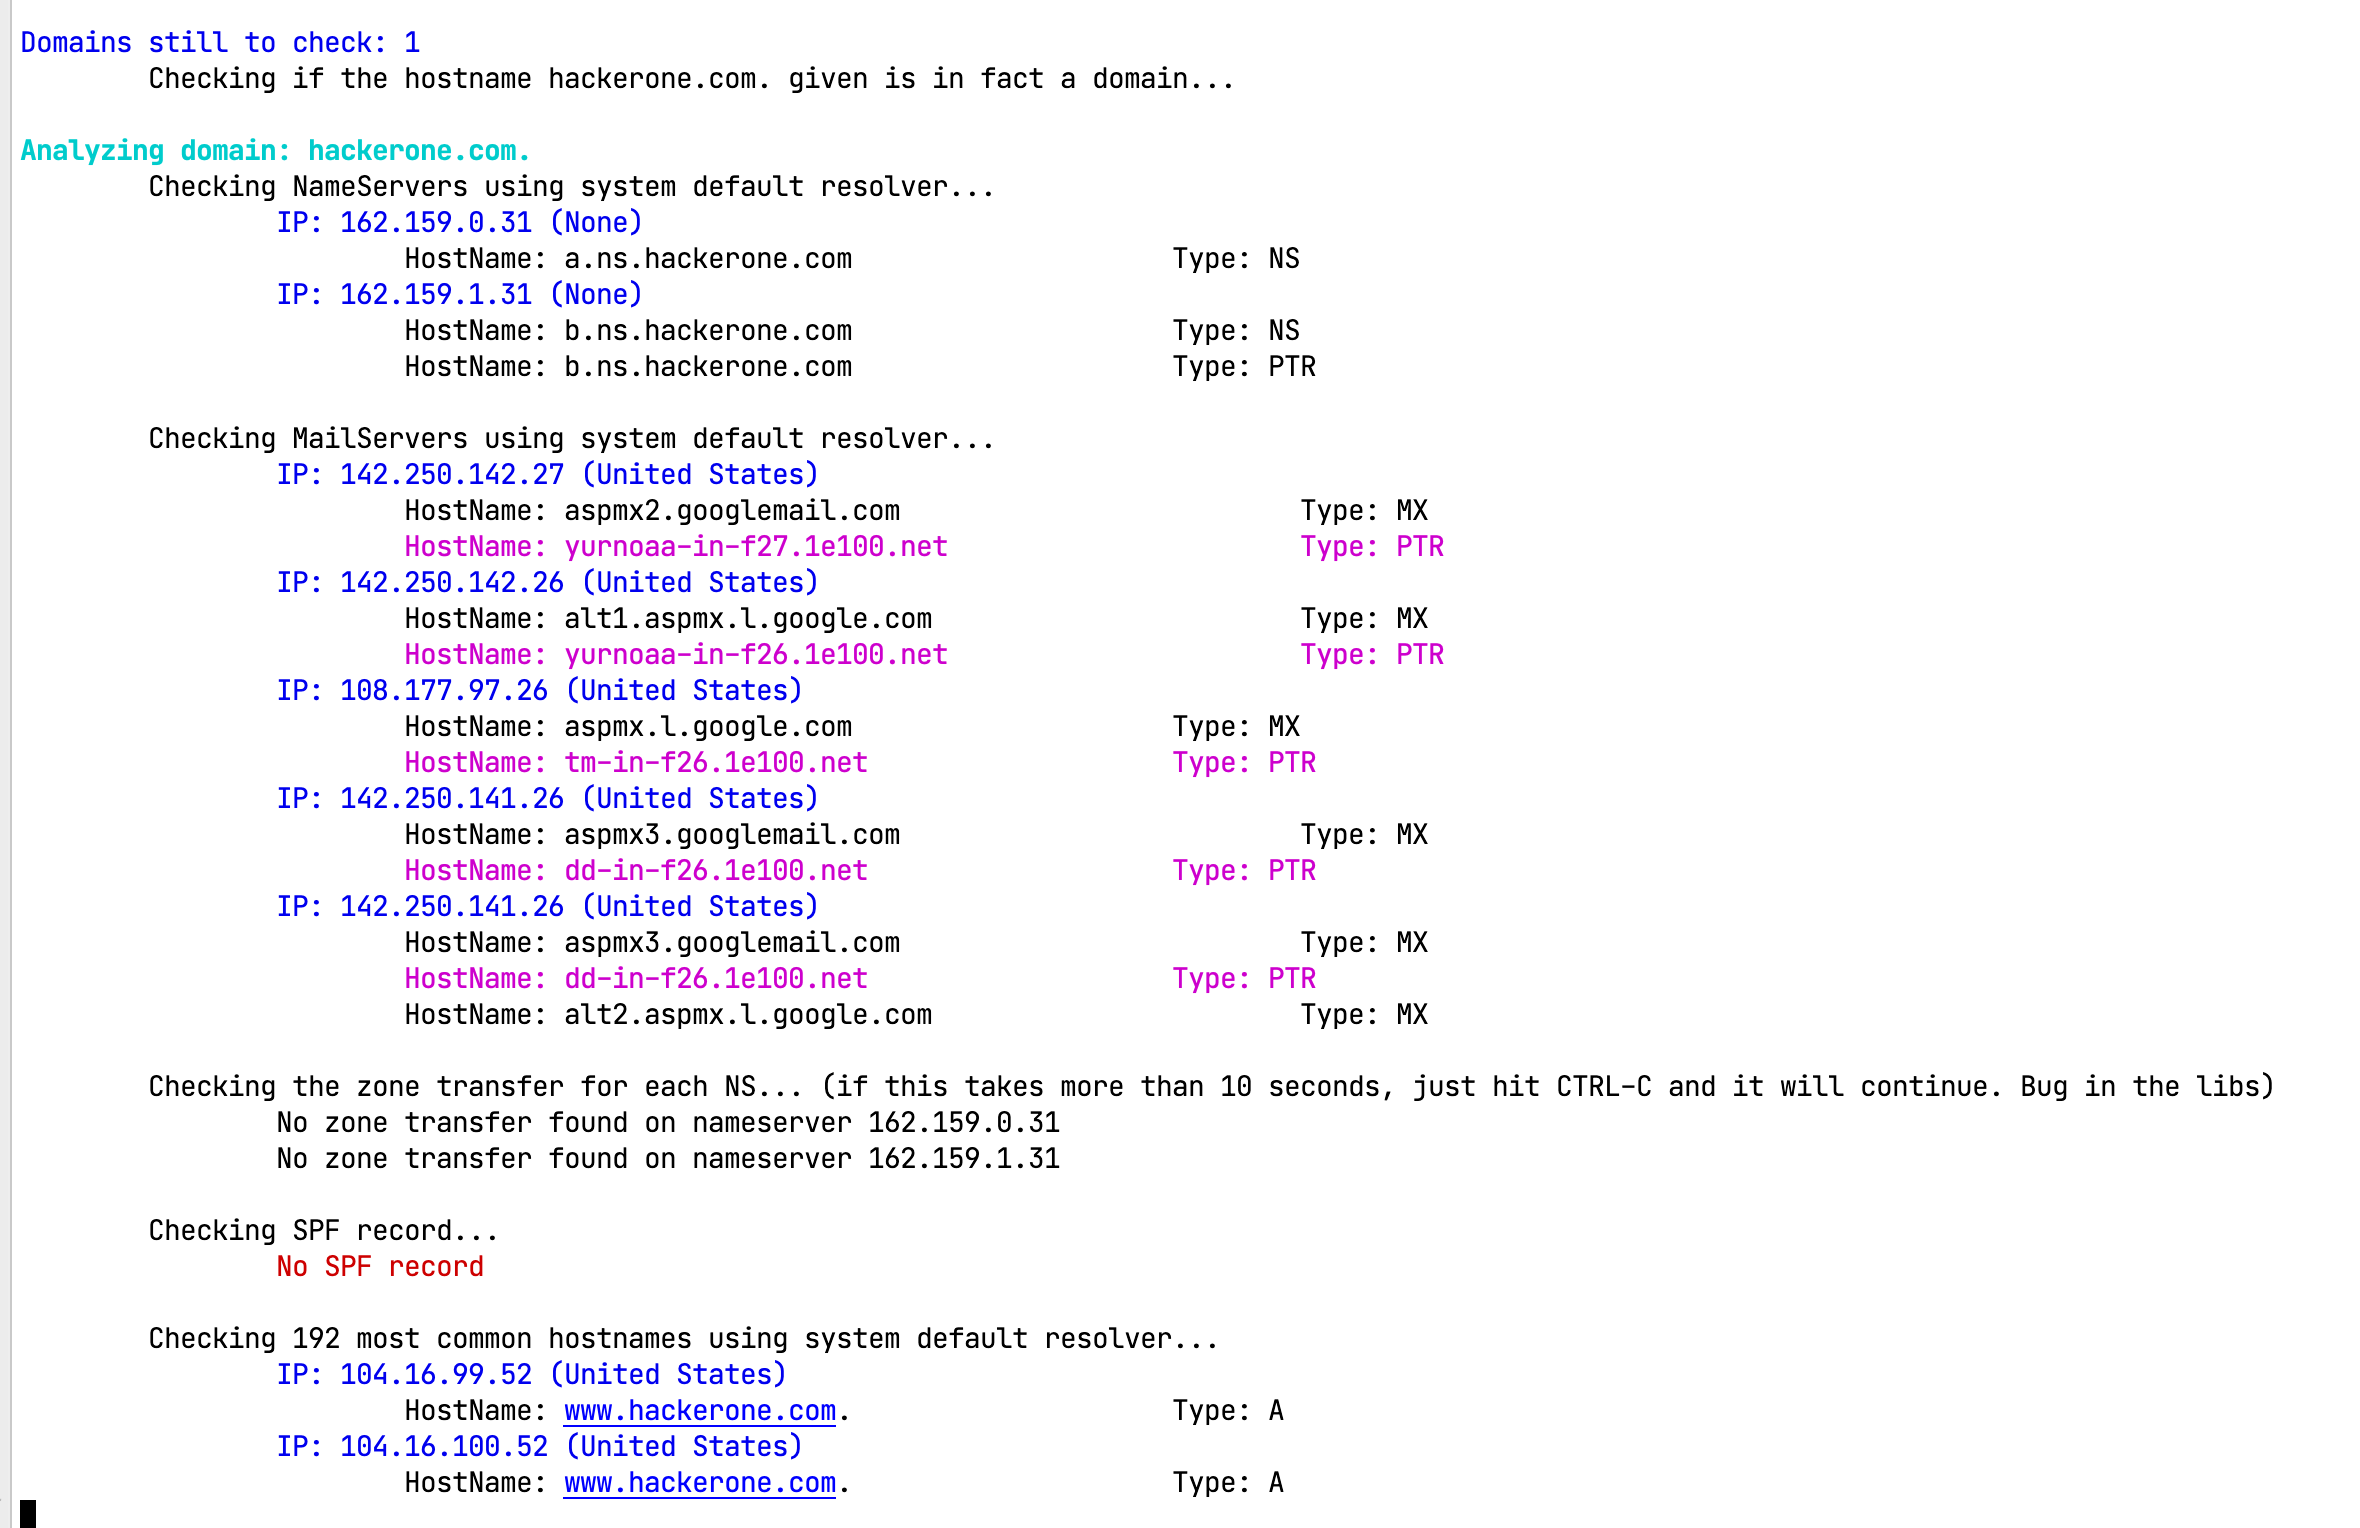 Domains still to check: 1
Checking if the hostname hackerone.com. given is in fact a domain...
Analyzing domain: hackerone.com.
Checking NameServers using system default resolver...
IP: 162.159.0.31 (None)
HostName: a.ns.hackerone.com Type: NS
IP: 162.159.1.31 (None)
HostName: b.ns.hackerone.com Type: NS
HostName: b.ns.hackerone.com Type: PTR
Checking MailServers using system default resolver...
IP: 142.250.142.27 (United States)
HostName: aspmx2.googlemail.com Type: MX
HostName: yurnoaa-in-f27.1e100.net Type: PTR
IP: 142.250.142.26 (United States)
HostName: alt1.aspmx.l.google.com Type: MX
HostName: yurnoaa-in-f26.1e100.net Type: PTR
IP: 108.177.97.26 (United States)
HostName: aspmx.l.google.com Type: MX
HostName: tm-in-f26.1e100.net Type: PTR
IP: 142.250.141.26 (United States)
HostName: aspmx3.googlemail.com Type: MX
HostName: dd-in-f26.1e100.net Type: PTR
IP: 142.250.141.26 (United States)
HostName: aspmx3.googlemail.com Type: MX
HostName: dd-in-f26.1e100.net Type: PTR
HostName: alt2.aspmx.l.google.com Type: MX
Checking the zone transfer for each NS... (if this takes more than 10 seconds, just hit CTRL-C and it will continue. Bug in the libs)
No zone transfer found on nameserver 162.159.0.31
No zone transfer found on nameserver 162.159.1.31
Checking SPF record...
No SPF record
Checking 192 most common hostnames using system default resolver...
IP: 104.16.99.52 (United States)
HostName: www.hackerone.com. Type: A
IP: 104.16.100.52 (United States)
HostName: www.hackerone.com. Type: A